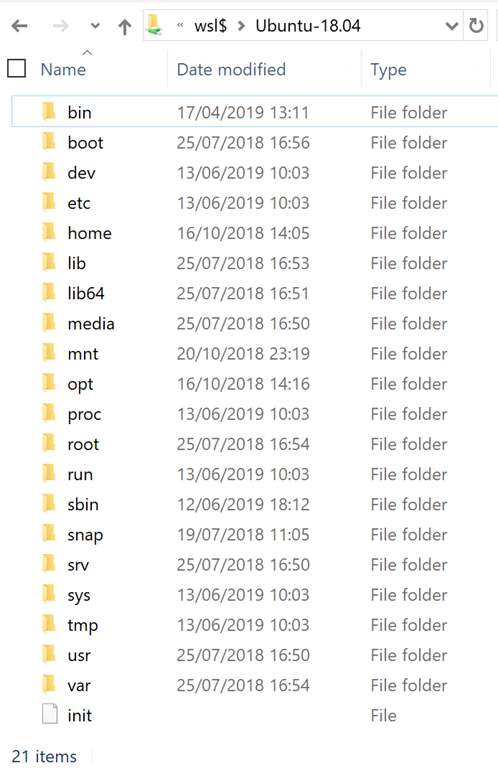 « wsl$ > Ubuntu-18.04
Name Date modified Type
bin 17/04/2019 13:11 File folder
boot 25/07/2018 16:56 File folder
dev 13/06/2019 10:03 File folder
etc 13/06/2019 10:03 File folder
home 16/10/2018 14:05 File folder
lib 25/07/2018 16:53 File folder
lib64 25/07/2018 16:51 File folder
media 25/07/2018 16:50 File folder
mnt 20/10/2018 23:19 File folder
opt 16/10/2018 14:16 File folder
proc 13/06/2019 10:03 File folder
root 25/07/2018 16:54 File folder
run 13/06/2019 10:03 File folder
sbin 12/06/2019 18:12 File folder
snap 19/07/2018 11:05 File folder
srv 25/07/2018 16:50 File folder
sys 13/06/2019 10:03 File folder
tmp 13/06/2019 10:03 File folder
usr 25/07/2018 16:50 File folder
var 25/07/2018 16:54 File folder
init File
21 items